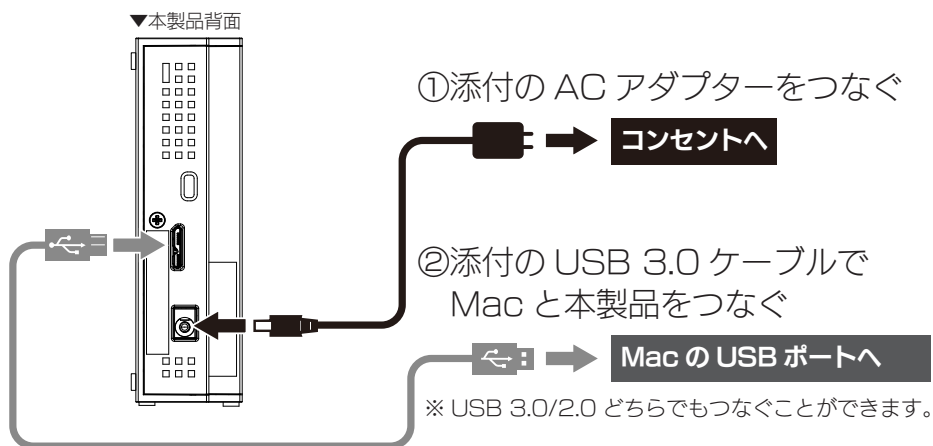 ▼本製品背面
①添付の AC アダプターをつなぐ
コンセントへ
②添付の USB 3.0 ケーブルで
Mac と本製品をつなぐ
Mac の USB ポートへ
※ USB 3.0/2.0 どちらでもつなぐことができます。